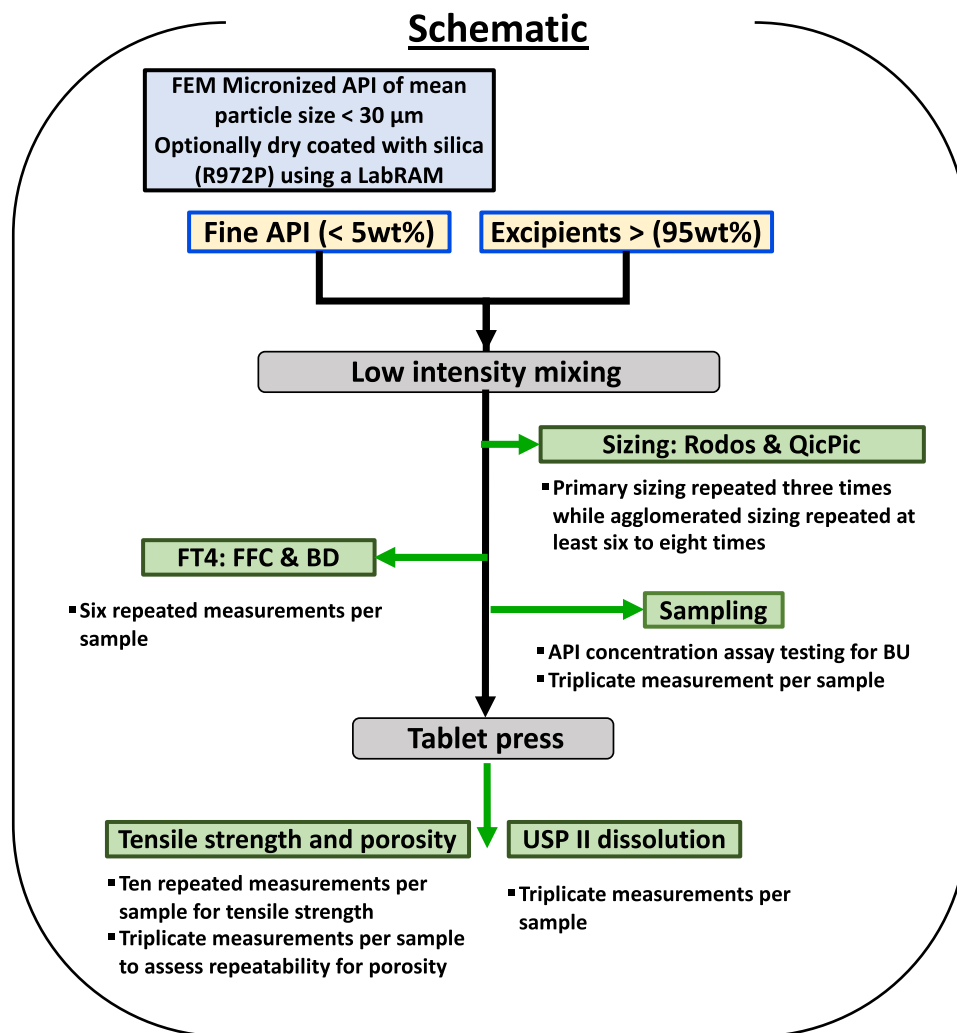 Schematic
FEM Micronized API of mean
particle size < 30 µm
Optionally dry coated with silica
(R972P) using a LabRAM
Fine API (< 5wt%)
Excipients > (95wt%)
Low intensity mixing
Sizing: Rodos & QicPic
▪ Primary sizing repeated three times
while agglomerated sizing repeated at
least six to eight times
FT4: FFC & BD
▪ Six repeated measurements per
sample
Sampling
▪ API concentration assay testing for BU
▪ Triplicate measurement per sample
Tablet press
Tensile strength and porosity
▪ Ten repeated measurements per
sample for tensile strength
▪ Triplicate measurements per sample
to assess repeatability for porosity
USP II dissolution
▪ Triplicate measurements per
sample